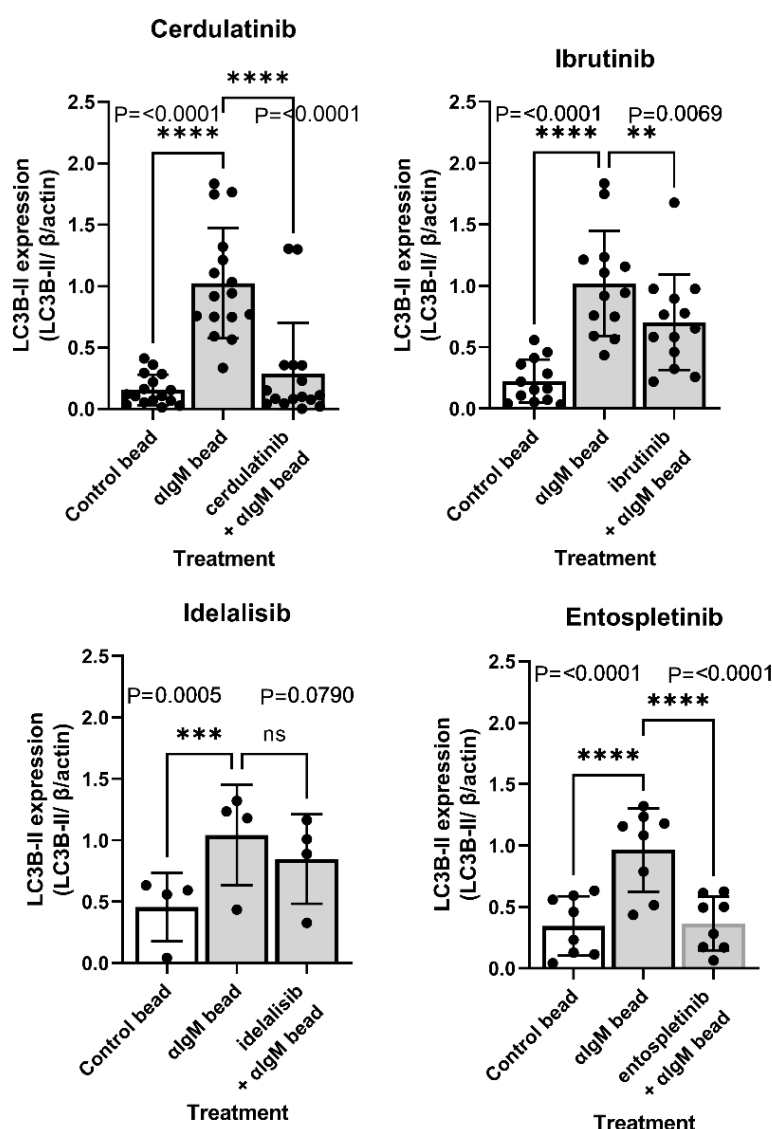 Cerdulatinib
****
P=<0.0001 P=<0.0001
****
LC3B-II expression
(LC3B-II/ β/actin)
2.5
2.0
1.5
1.0
0.5
0.0
Control bead
αIgM bead
cerdulatinib
+ αIgM bead
Treatment
Ibrutinib
P=<0.0001 P=0.0069
**** **
LC3B-II expression
(LC3B-II/ β/actin)
2.5
2.0
1.5
1.0
0.5
0.0
Control bead
αIgM bead
ibrutinib
+ αIgM bead
Treatment
Idelalisib
P=0.0005 P=0.0790
*** ns
LC3B-II expression
(LC3B-II/ β/actin)
2.5
2.0
1.5
1.0
0.5
0.0
Control bead
αIgM bead
idelalisib
+ αIgM bead
Treatment
Entospletinib
P=<0.0001 P=<0.0001
****
****
LC3B-II expression
(LC3B-II/ β/actin)
2.5
2.0
1.5
1.0
0.5
0.0
Control bead
αIgM bead
entospletinib
+ αIgM bead
Treatment